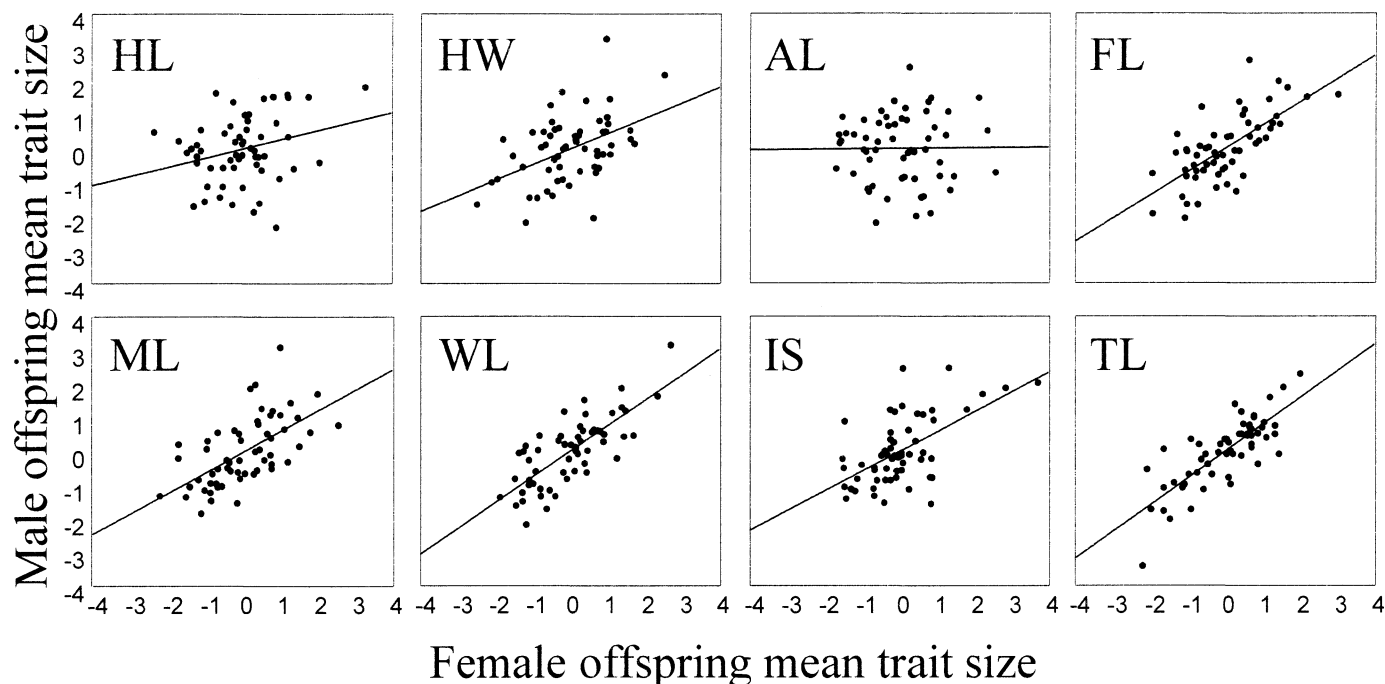 Male offspring mean trait size
4
3
2
1
0
-1
-2
-3
-4
HL
HW
AL
FL
4
3
2
1
0
-1
-2
-3
-4
ML
WL
IS
TL
-4 -3 -2 -1 0 1 2 3 4
-4 -3 -2 -1 0 1 2 3 4
-4 -3 -2 -1 0 1 2 3 4
-4 -3 -2 -1 0 1 2 3 4
Female offspring mean trait size